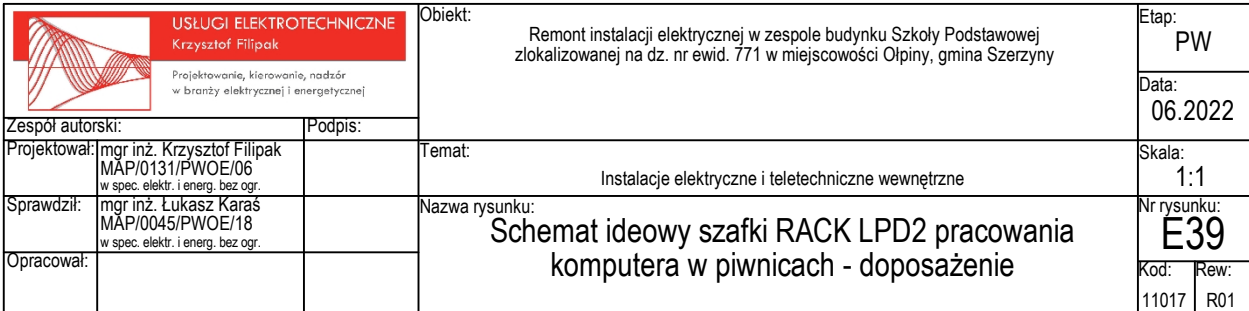 USŁUGI ELEKTROTECHNICZNE
Krzysztof Filipak
Projektowanie, kierowanie, nadzór
w branży elektrycznej i energetycznej
Zespół autorski:
Podpis:
Projektował:
mgr inż. Krzysztof Filipak
MAP/0131/PWOE/06
w spec. elektr. i energ. bez ogr.
Sprawdził:
mgr inż. Łukasz Karaś
MAP/0045/PWOE/18
w spec. elektr. i energ. bez ogr.
Opracował:
Obiekt:
Remont instalacji elektrycznej w zespole budynku Szkoły Podstawowej
zlokalizowanej na dz. nr ewid. 771 w miejscowości Ołpiny, gmina Szerzyny
Temat:
Instalacje elektryczne i teletechniczne wewnętrzne
Nazwa rysunku:
Schemat ideowy szafki RACK LPD2 pracowania
komputera w piwnicach - doposażenie
Etap:
PW
Data:
06.2022
Skala:
1:1
Nr rysunku:
E39
Kod:
Rew:
11017
R01